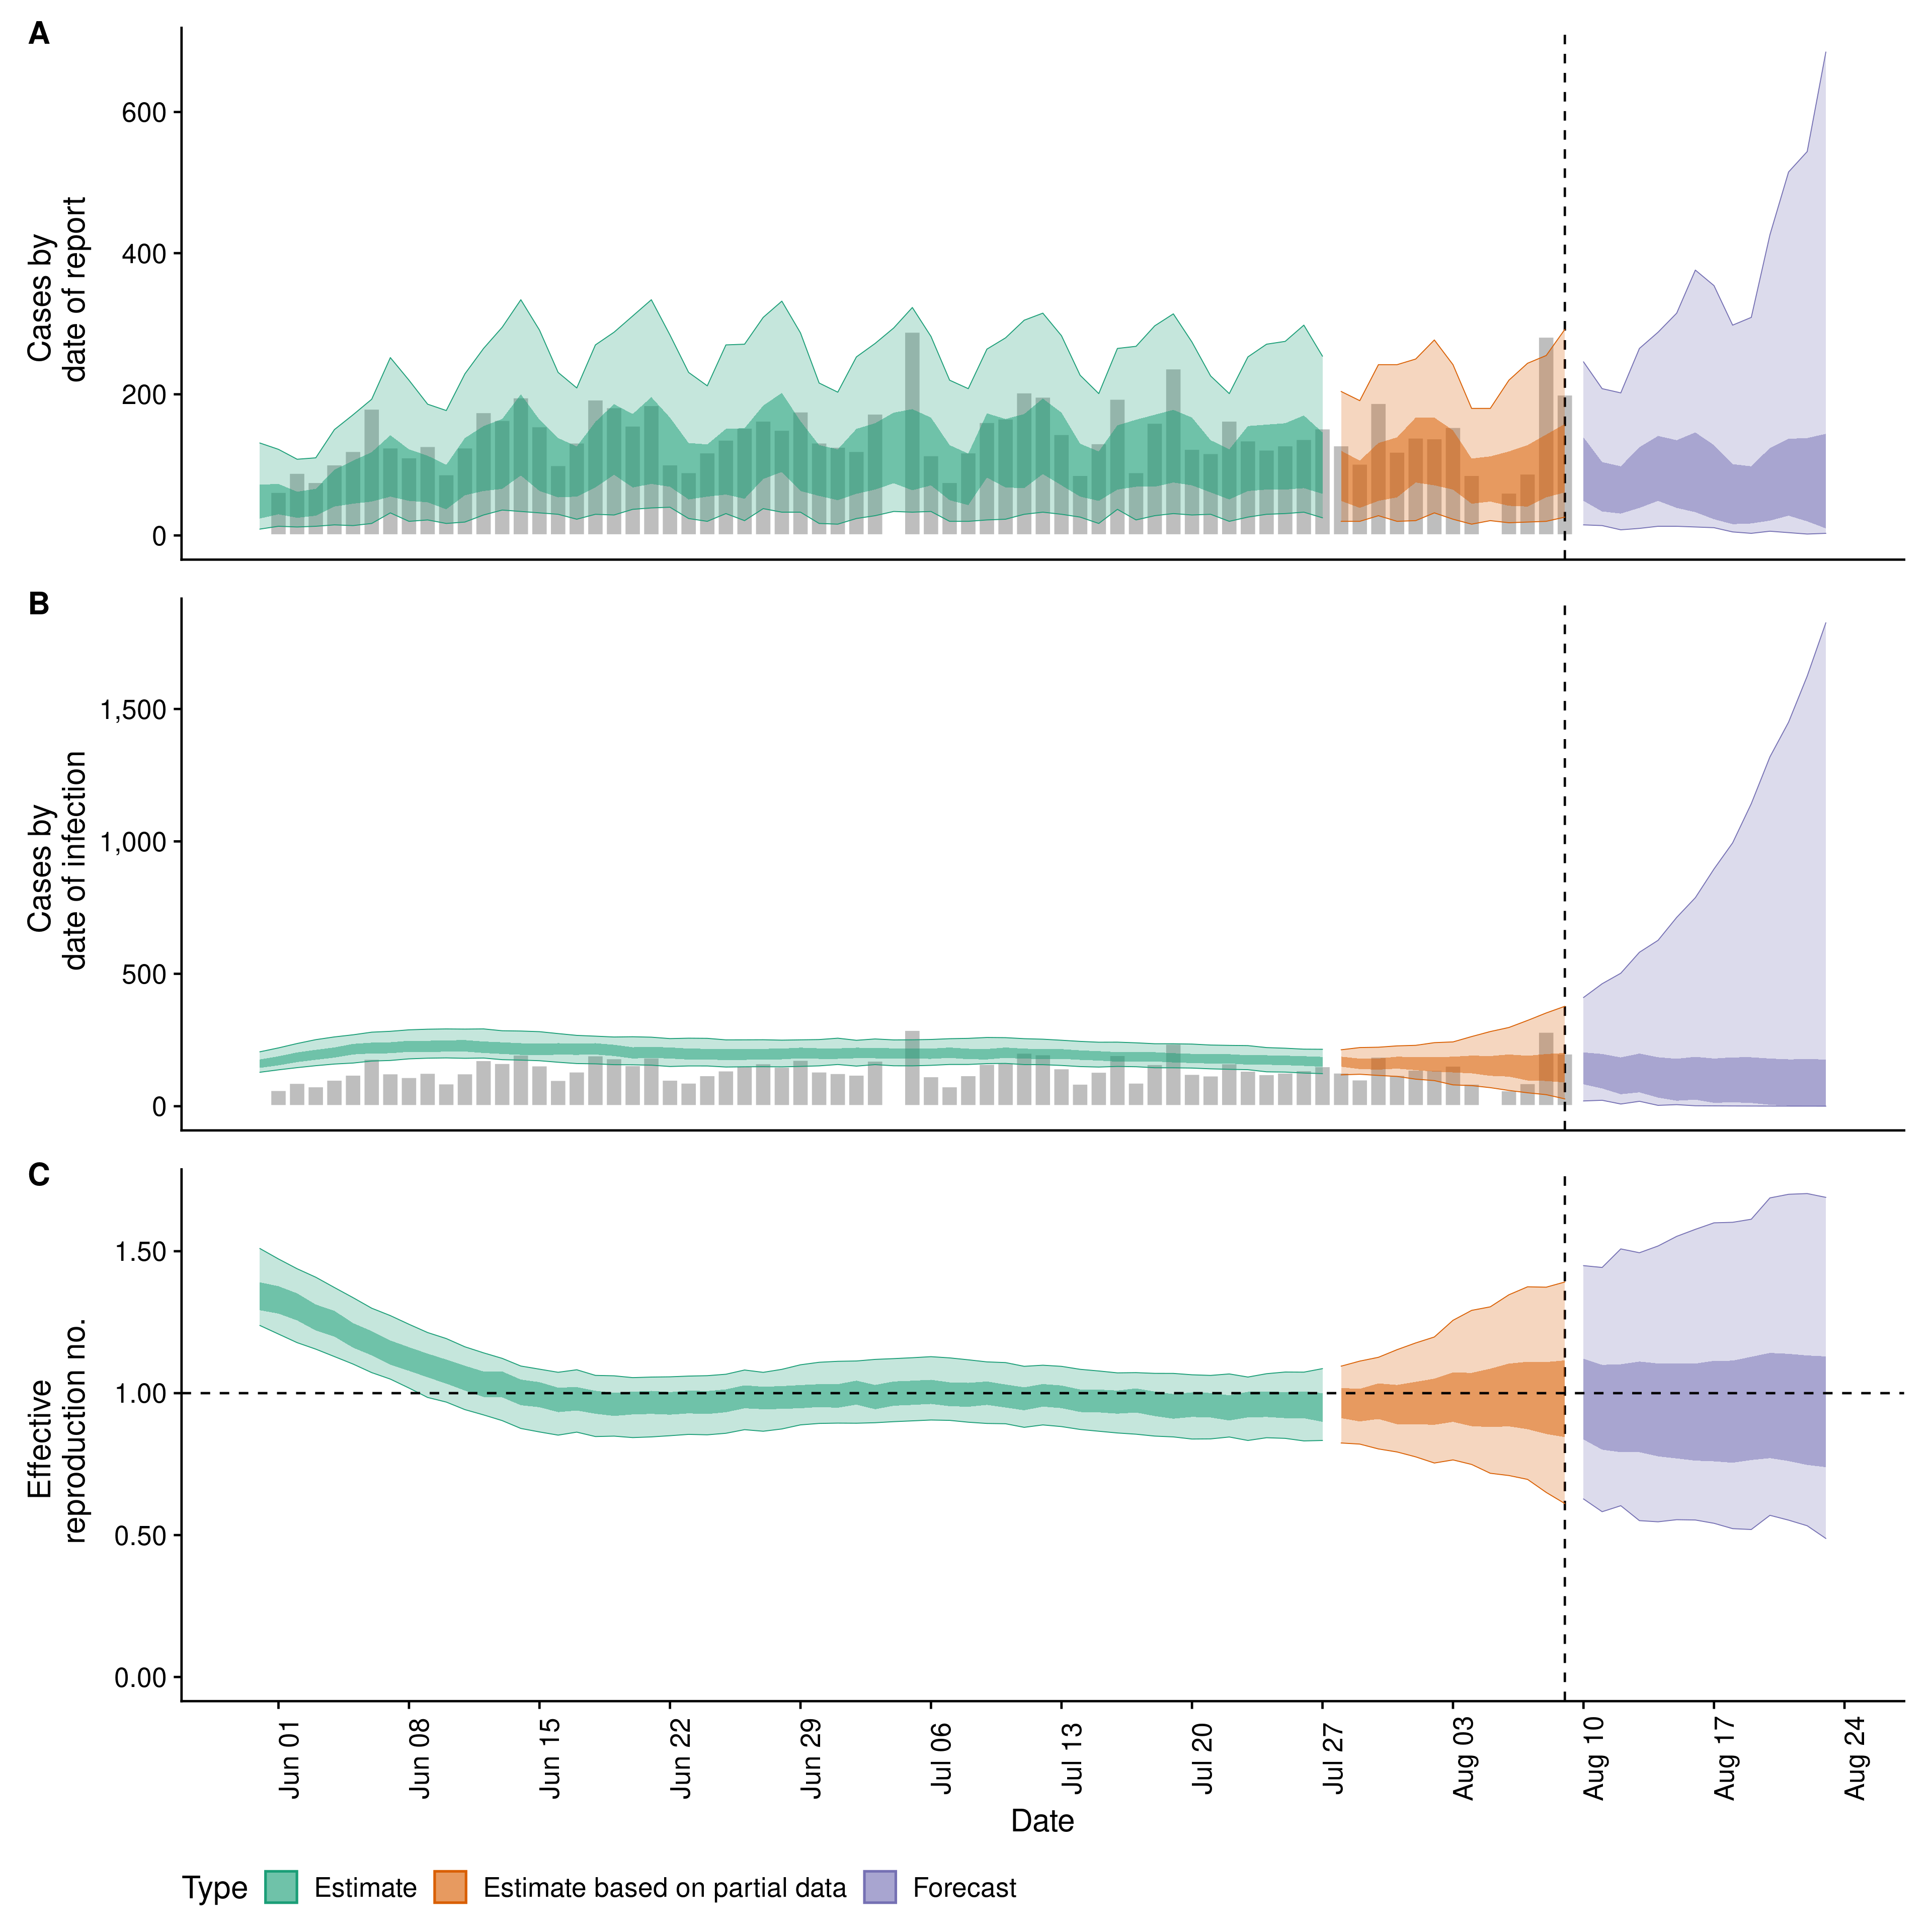 A
Cases by
date of report
600
400
200
0
B
Cases by
date of infection
1,500
1,000
500
0
C
Effective
reproduction no.
1.50
1.00
0.50
0.00
Jun 01
Jun 08
Jun 15
Jun 22
Jun 29
Jul 06
Jul 13
Jul 20
Jul 27
Aug 03
Aug 10
Aug 17
Aug 24
Date
Type Estimate Estimate based on partial data Forecast